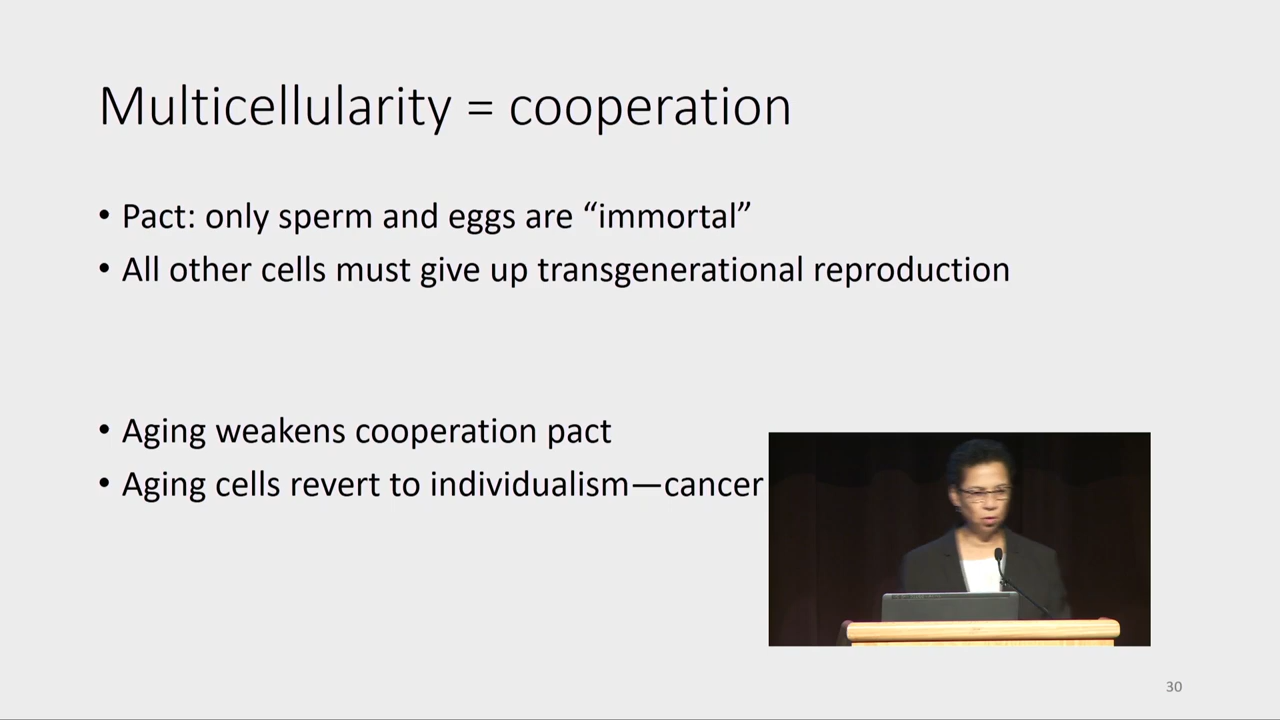 Multicellularity = cooperation
• Pact: only sperm and eggs are “immortal”
• All other cells must give up transgenerational reproduction
• Aging weakens cooperation pact
• Aging cells revert to individualism—cancer
30